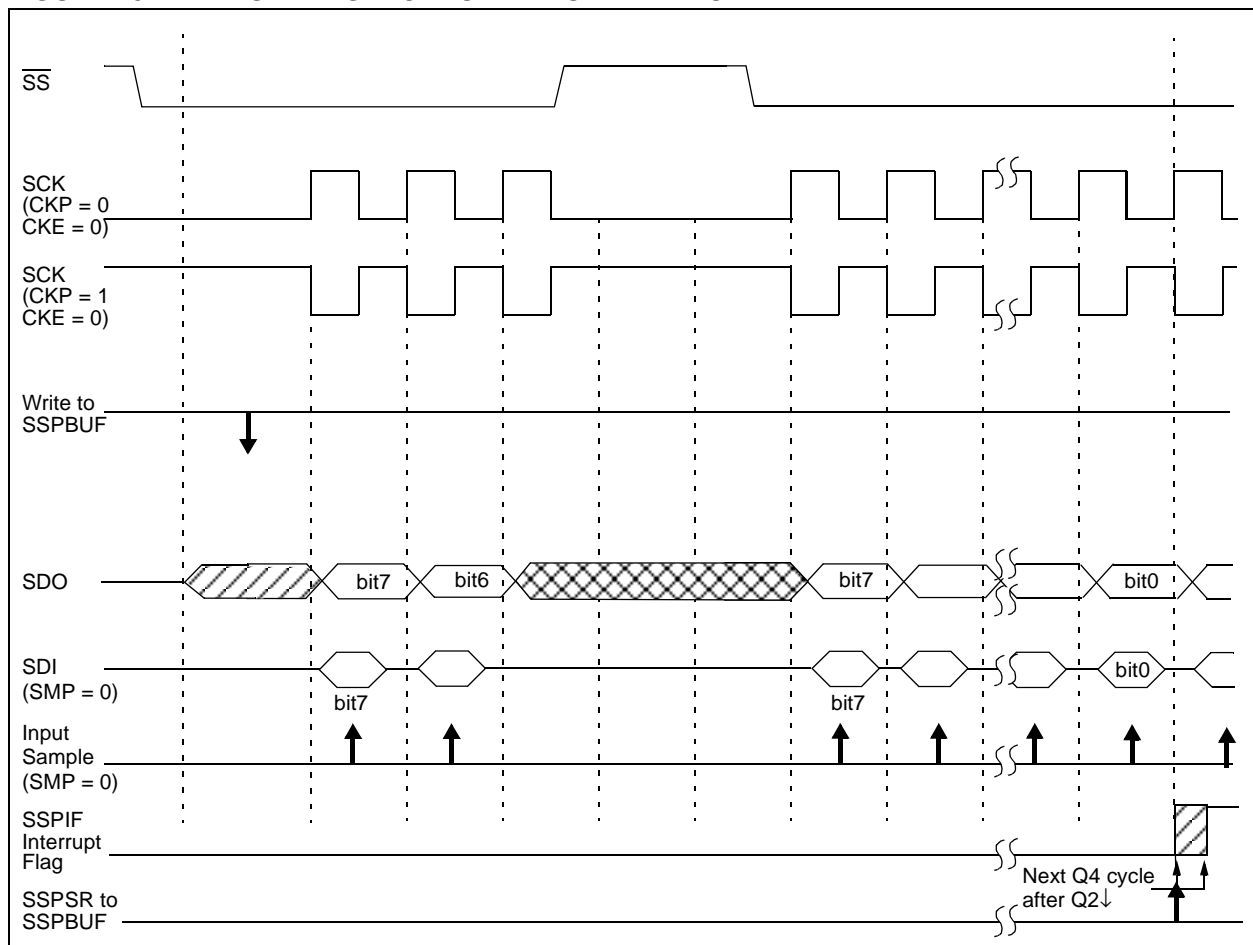 SS
SCK
(CKP = 0
CKE = 0)
SCK
(CKP = 1
CKE = 0)
Write to
SSPBUF
SDO
bit7
bit6
bit7
bit0
SDI
(SMP = 0)
bit7
bit7
bit0
Input
Sample
(SMP = 0)
SSPIF
Interrupt
Flag
Next Q4 cycle
after Q2↓
SSPSR to
SSPBUF